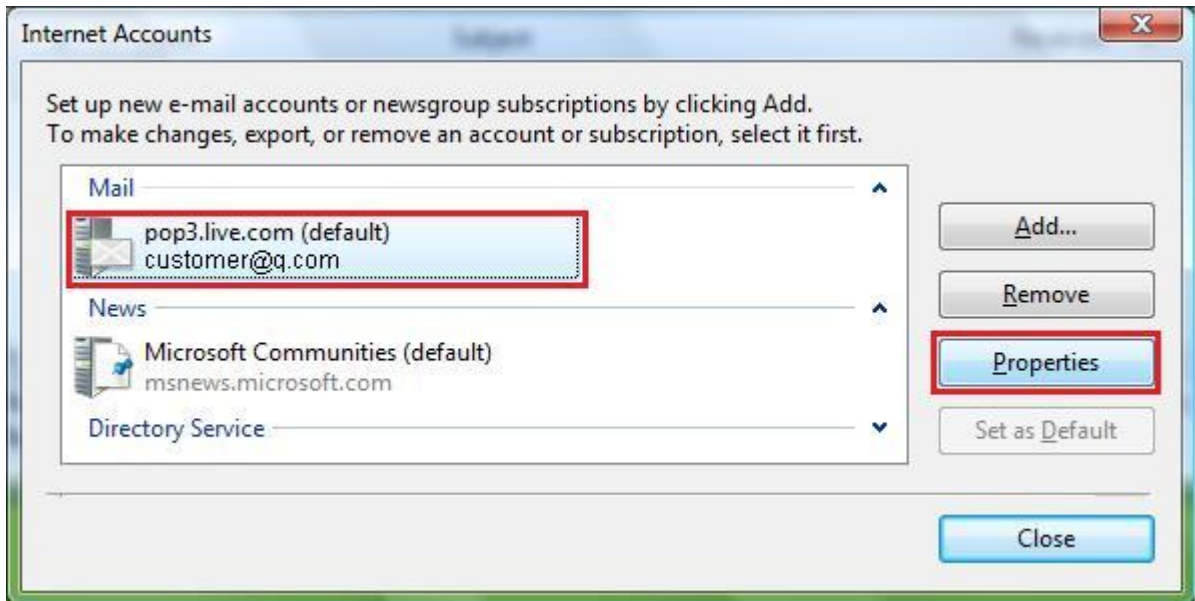 Internet Accounts
Subject
Set up new e-mail accounts or newsgroup subscriptions by clicking Add.
To make changes, export, or remove an account or subscription, select it first.
Mail
pop3.live.com (default)
customer@q.com
News
Microsoft Communities (default)
msnews.microsoft.com
Directory Service
Add...
Remove
Properties
Set as Default
Close